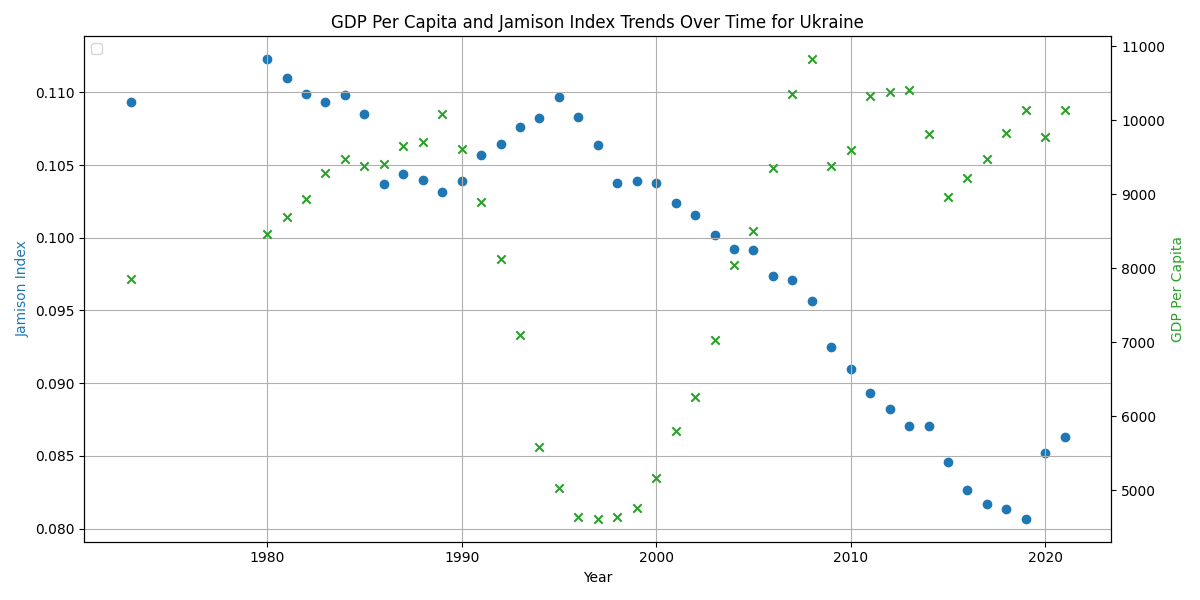 GDP Per Capita and Jamison Index Trends Over Time for Ukraine
Jamison Index
0.110
0.105
0.100
0.095
0.090
0.085
0.080
11000
10000
9000
8000
7000
6000
5000
GDP Per Capita
1980 1990 2000 2010 2020
Year